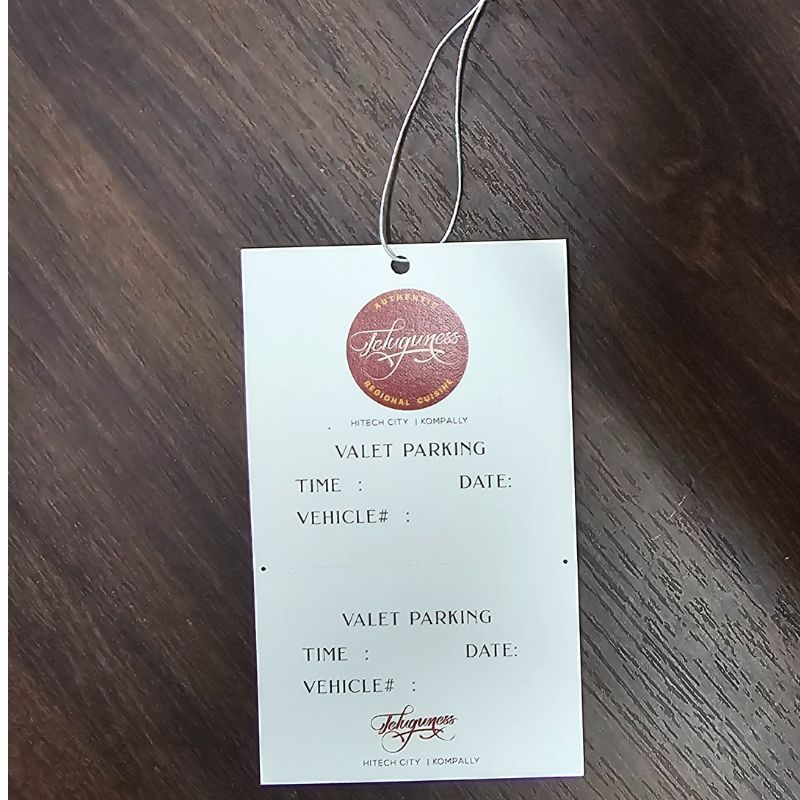 AUTHENTIC
Teluguness
REGIONAL CUISINE
HITECH CITY | KOMPALLY
VALET PARKING
TIME : DATE:
VEHICLE# :
VALET PARKING
TIME : DATE:
VEHICLE# :
Teluguness
HITECH CITY | KOMPALLY